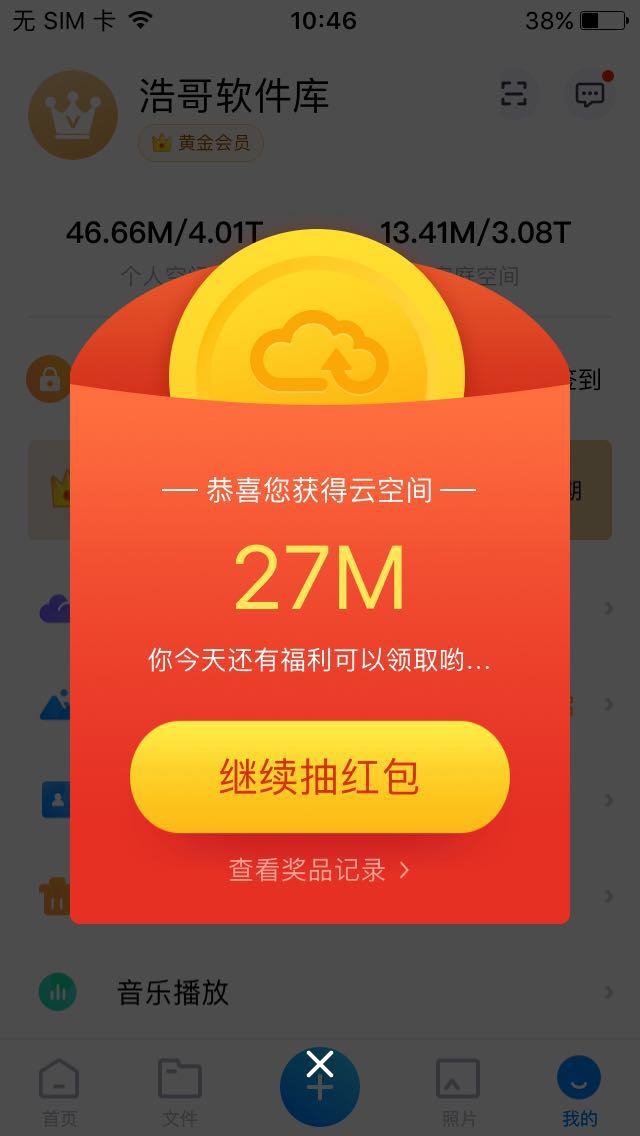 无 SIM 卡
10:46
38%
浩哥软件库
黄金会员
46.66M/4.01T
13.41M/3.08T
个人空间
庭空间
签到
恭喜您获得云空间
期
27M
你今天还有福利可以领取哟...
继续抽红包
查看奖品记录
音乐播放
首页
文件
照片
我的